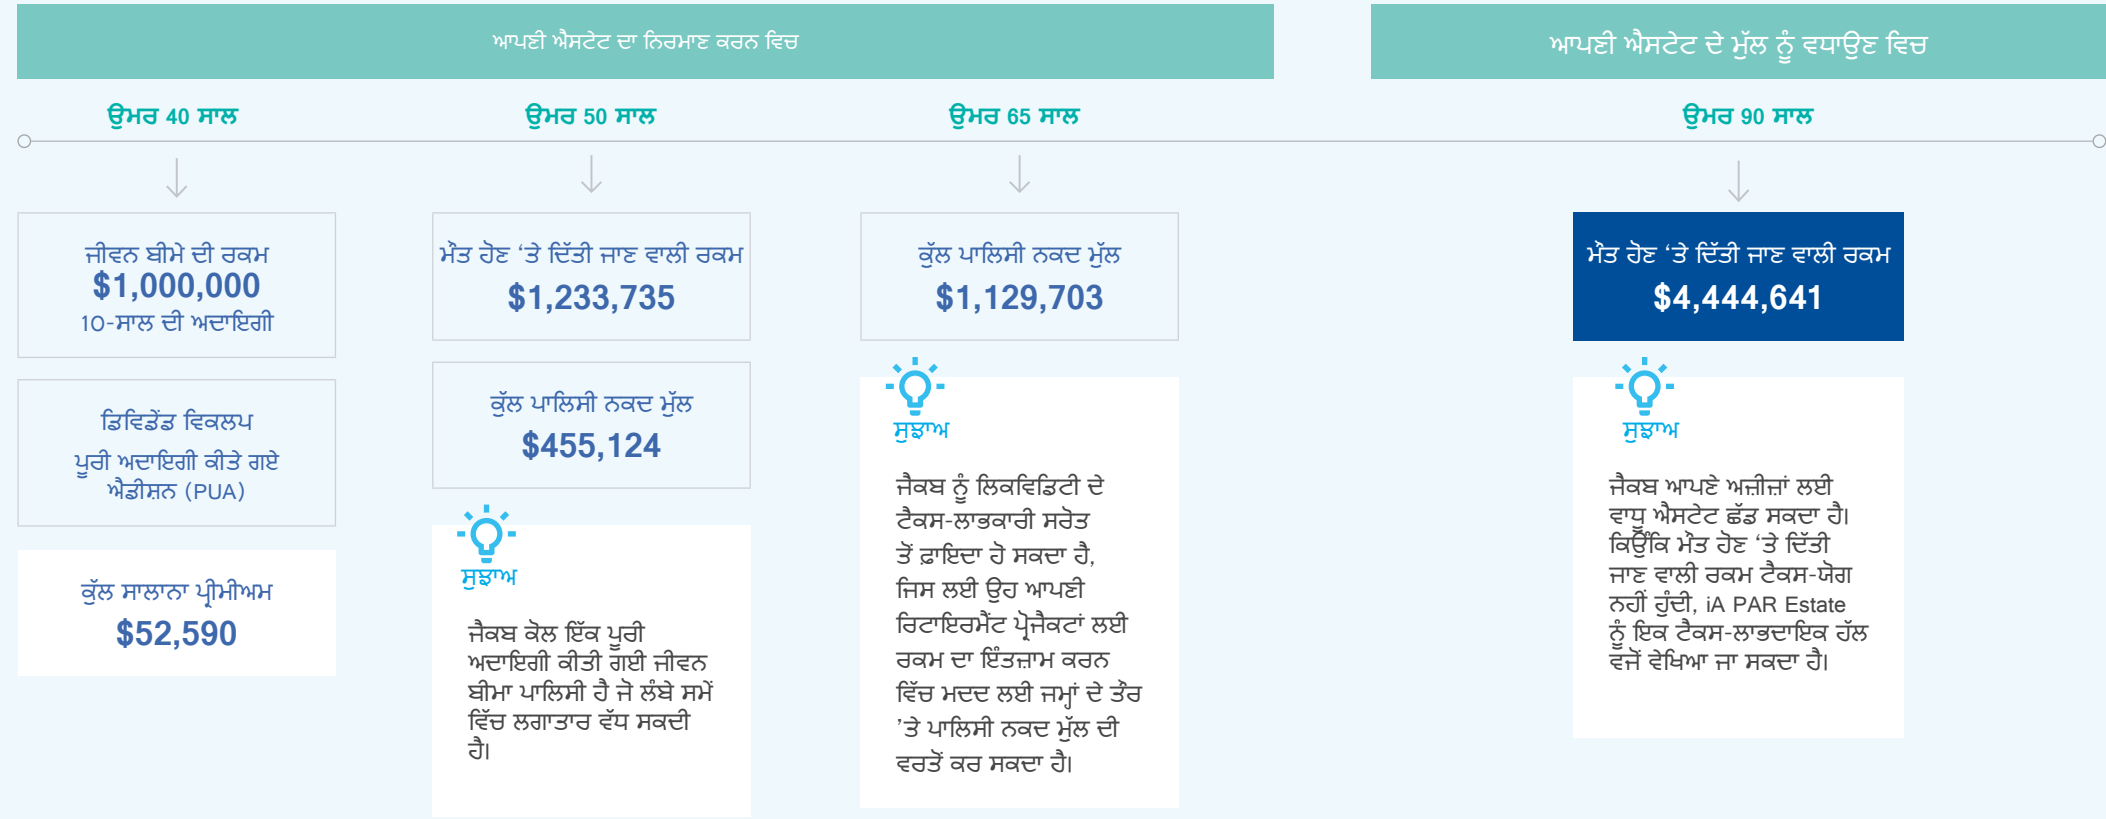 ਆਪਣੀ ਐਸਟੇਟ ਦਾ ਨਿਰਮਾਣ ਕਰਨ ਵਿਚ
ਆਪਣੀ ਐਸਟੇਟ ਦੇ ਮੁੱਲ ਨੂੰ ਵਧਾਉਣ ਵਿਚ
ਉਮਰ 40 ਸਾਲ
ਉਮਰ 50 ਸਾਲ
ਉਮਰ 65 ਸਾਲ
ਉਮਰ 90 ਸਾਲ
ਜੀਵਨ ਬੀਮੇ ਦੀ ਰਕਮ
$1,000,000
10-ਸਾਲ ਦੀ ਅਦਾਇਗੀ
ਡਿਵਿਡੇਂਡ ਵਿਕਲਪ
ਪੂਰੀ ਅਦਾਇਗੀ ਕੀਤੇ ਗਏ
ਐਡੀਸ਼ਨ (PUA)
ਕੁੱਲ ਸਾਲਾਨਾ ਪ੍ਰੀਮੀਅਮ
$52,590
ਮੌਤ ਹੋਣ ‘ਤੇ ਦਿੱਤੀ ਜਾਣ ਵਾਲੀ ਰਕਮ
$1,233,735
ਕੁੱਲ ਪਾਲਿਸੀ ਨਕਦ ਮੁੱਲ
$455,124
ਸੁਝਾਅ
ਜੈਕਬ ਕੋਲ ਇੱਕ ਪੂਰੀ
ਅਦਾਇਗੀ ਕੀਤੀ ਗਈ ਜੀਵਨ
ਬੀਮਾ ਪਾਲਿਸੀ ਹੈ ਜੋ ਲੰਬੇ ਸਮੇਂ
ਵਿੱਚ ਲਗਾਤਾਰ ਵੱਧ ਸਕਦੀ
ਹੈ।
ਕੁੱਲ ਪਾਲਿਸੀ ਨਕਦ ਮੁੱਲ
$1,129,703
ਸੁਝਾਅ
ਜੈਕਬ ਨੂੰ ਲਿਕਵਿਡਿਟੀ ਦੇ
ਟੈਕਸ-ਲਾਭਕਾਰੀ ਸਰੋਤ
ਤੋਂ ਫ਼ਾਇਦਾ ਹੋ ਸਕਦਾ ਹੈ,
ਜਿਸ ਲਈ ਉਹ ਆਪਣੀ
ਰਿਟਾਇਰਮੈਂਟ ਪ੍ਰੋਜੈਕਟਾਂ ਲਈ
ਰਕਮ ਦਾ ਇੰਤਜ਼ਾਮ ਕਰਨ
ਵਿੱਚ ਮਦਦ ਲਈ ਜਮ੍ਹਾਂ ਦੇ ਤੌਰ
’ਤੇ ਪਾਲਿਸੀ ਨਕਦ ਮੁੱਲ ਦੀ
ਵਰਤੋਂ ਕਰ ਸਕਦਾ ਹੈ।
ਮੌਤ ਹੋਣ ‘ਤੇ ਦਿੱਤੀ ਜਾਣ ਵਾਲੀ ਰਕਮ
$4,444,641
ਸੁਝਾਅ
ਜੈਕਬ ਆਪਣੇ ਅਜ਼ੀਜ਼ਾਂ ਲਈ
ਵਾਧੂ ਐਸਟੇਟ ਛੱਡ ਸਕਦਾ ਹੈ।
ਕਿਉਂਕਿ ਮੌਤ ਹੋਣ ‘ਤੇ ਦਿੱਤੀ
ਜਾਣ ਵਾਲੀ ਰਕਮ ਟੈਕਸ-ਯੋਗ
ਨਹੀਂ ਹੁੰਦੀ, iA PAR Estate
ਨੂੰ ਇਕ ਟੈਕਸ-ਲਾਭਦਾਇਕ ਹੱਲ
ਵਜੋਂ ਵੇਖਿਆ ਜਾ ਸਕਦਾ ਹੈ।